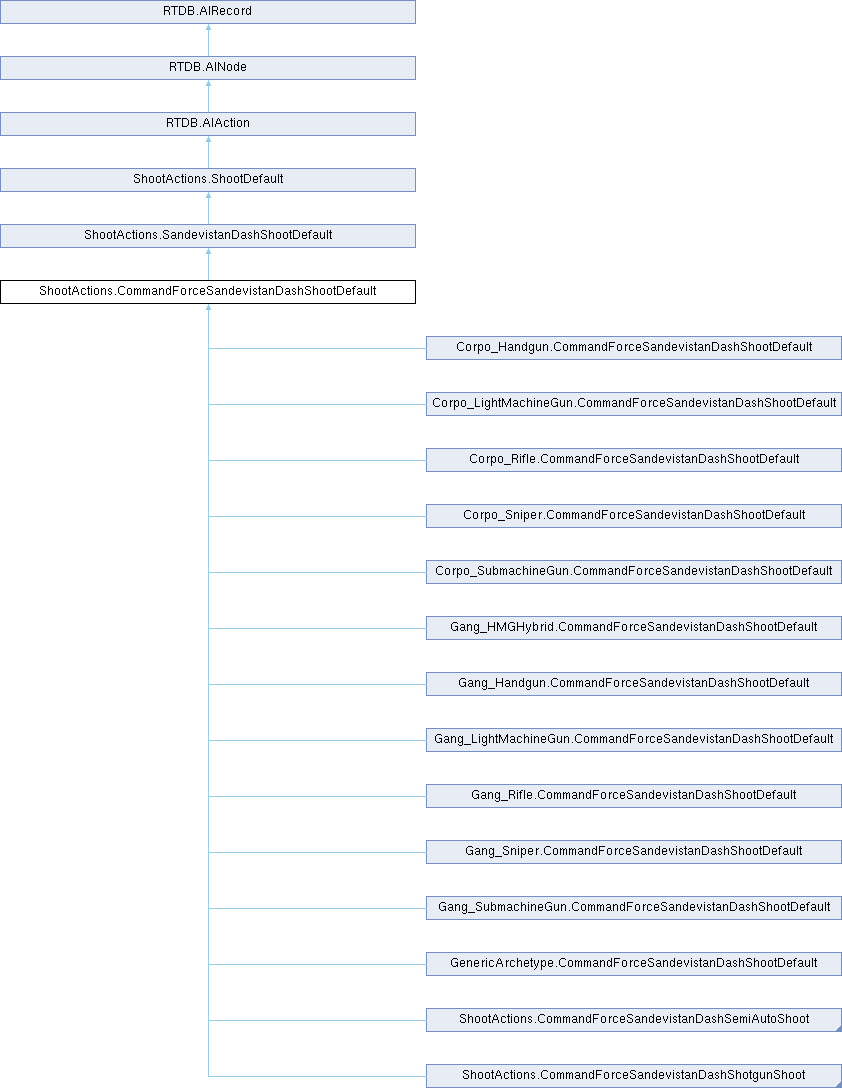 RTDB.AIRecord
RTDB.AINode
RTDB.AIAction
ShootActions.ShootDefault
ShootActions.SandevistanDashShootDefault
ShootActions.CommandForceSandevistanDashShootDefault
Corpo_Handgun.CommandForceSandevistanDashShootDefault
Corpo_LightMachineGun.CommandForceSandevistanDashShootDefault
Corpo_Rifle.CommandForceSandevistanDashShootDefault
Corpo_Sniper.CommandForceSandevistanDashShootDefault
Corpo_SubmachineGun.CommandForceSandevistanDashShootDefault
Gang_HMGHybrid.CommandForceSandevistanDashShootDefault
Gang_Handgun.CommandForceSandevistanDashShootDefault
Gang_LightMachineGun.CommandForceSandevistanDashShootDefault
Gang_Rifle.CommandForceSandevistanDashShootDefault
Gang_Sniper.CommandForceSandevistanDashShootDefault
Gang_SubmachineGun.CommandForceSandevistanDashShootDefault
GenericArchetype.CommandForceSandevistanDashShootDefault
ShootActions.CommandForceSandevistanDashSemiAutoShoot
ShootActions.CommandForceSandevistanDashShotgunShoot